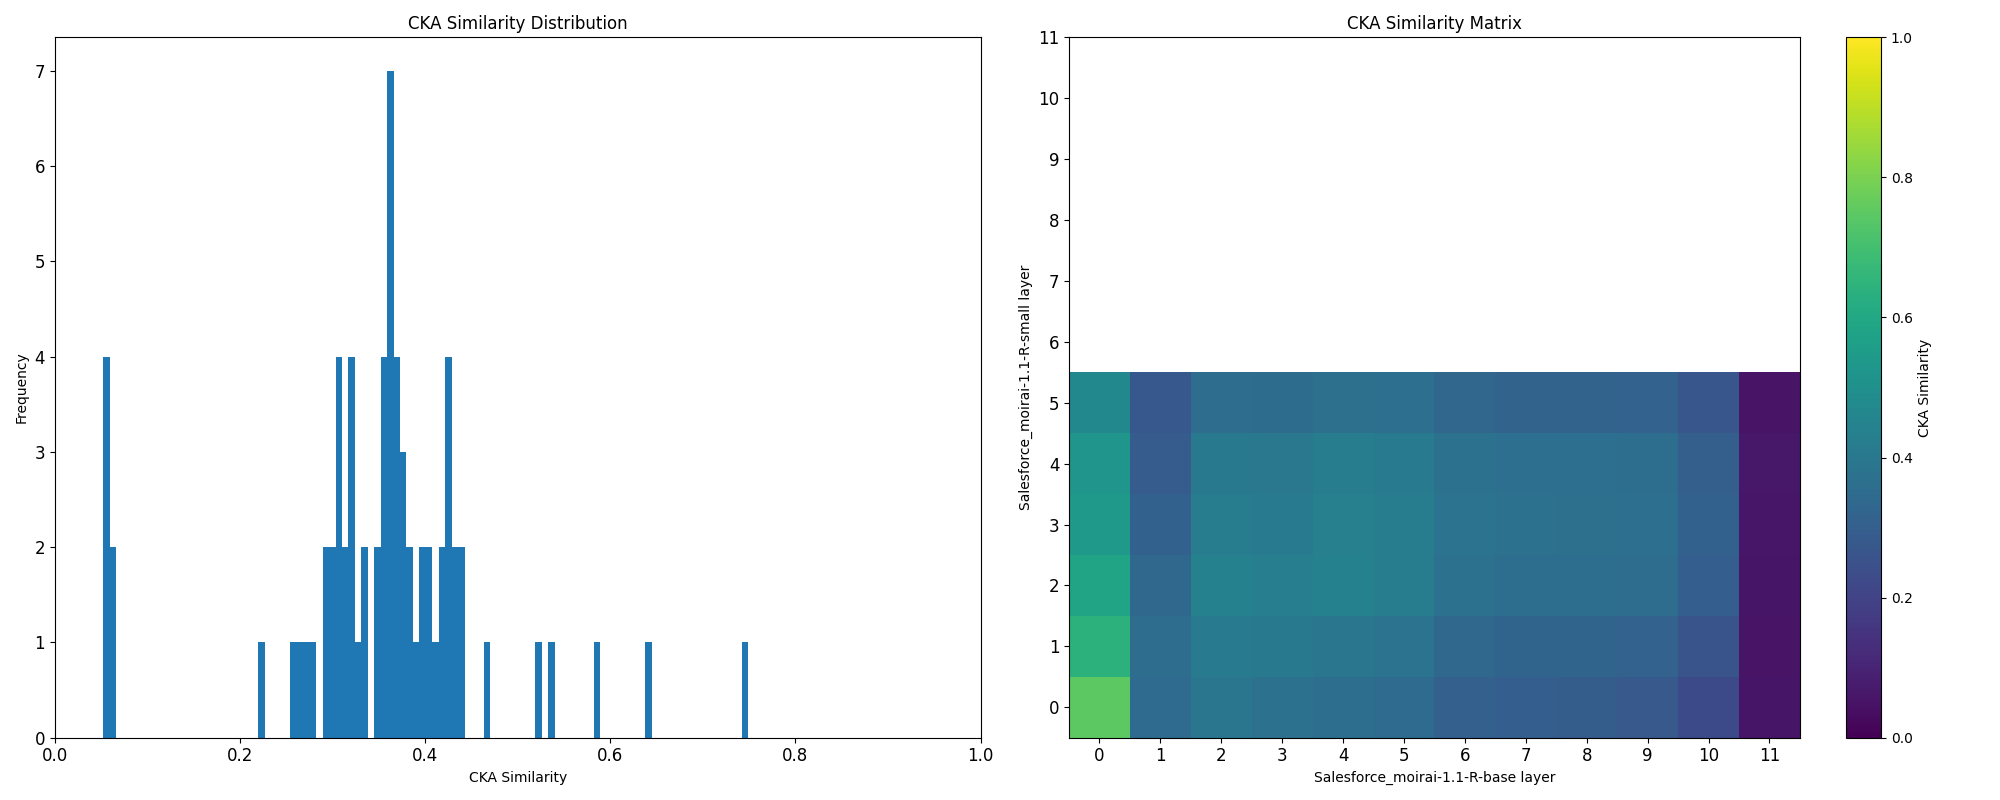 CKA Similarity Distribution
7
6
5
4
3
2
1
0
Frequency
0.0 0.2 0.4 0.6 0.8 1.0
CKA Similarity
CKA Similarity Matrix
11
10
9
8
7
6
5
4
3
2
1
0
Salesforce_moirai-1.1-R-small layer
0 1 2 3 4 5 6 7 8 9 10 11
Salesforce_moirai-1.1-R-base layer
1.0
0.8
0.6
0.4
0.2
0.0
CKA Similarity